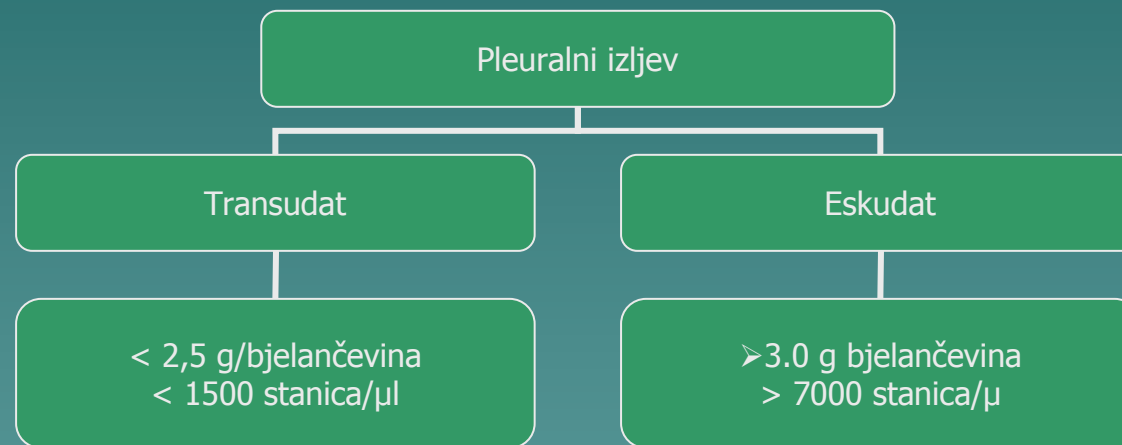 Pleuralni izljev
Transudat
Eskudat
< 2,5 g/bjelančevina
< 1500 stanica/µl
➢3.0 g bjelančevina
> 7000 stanica/µ